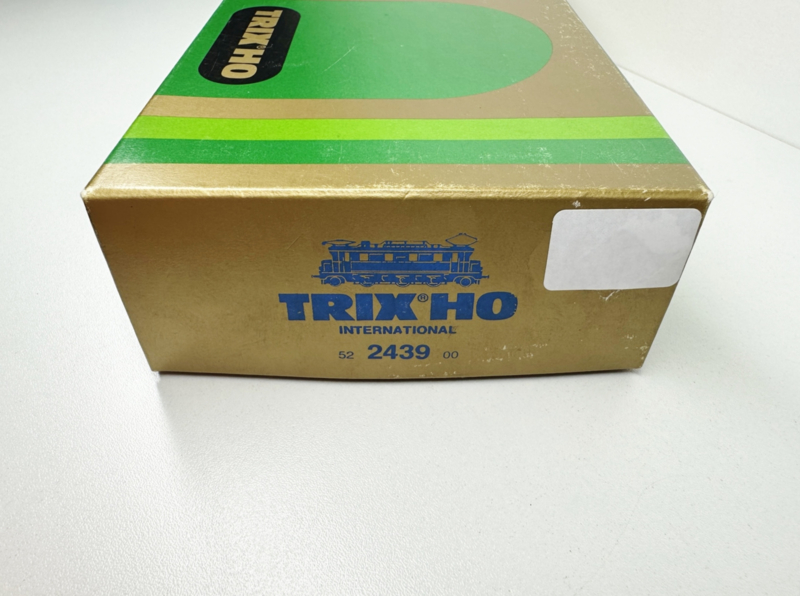 TRIX HO
TRIX® HO
INTERNATIONAL
52 2439 00